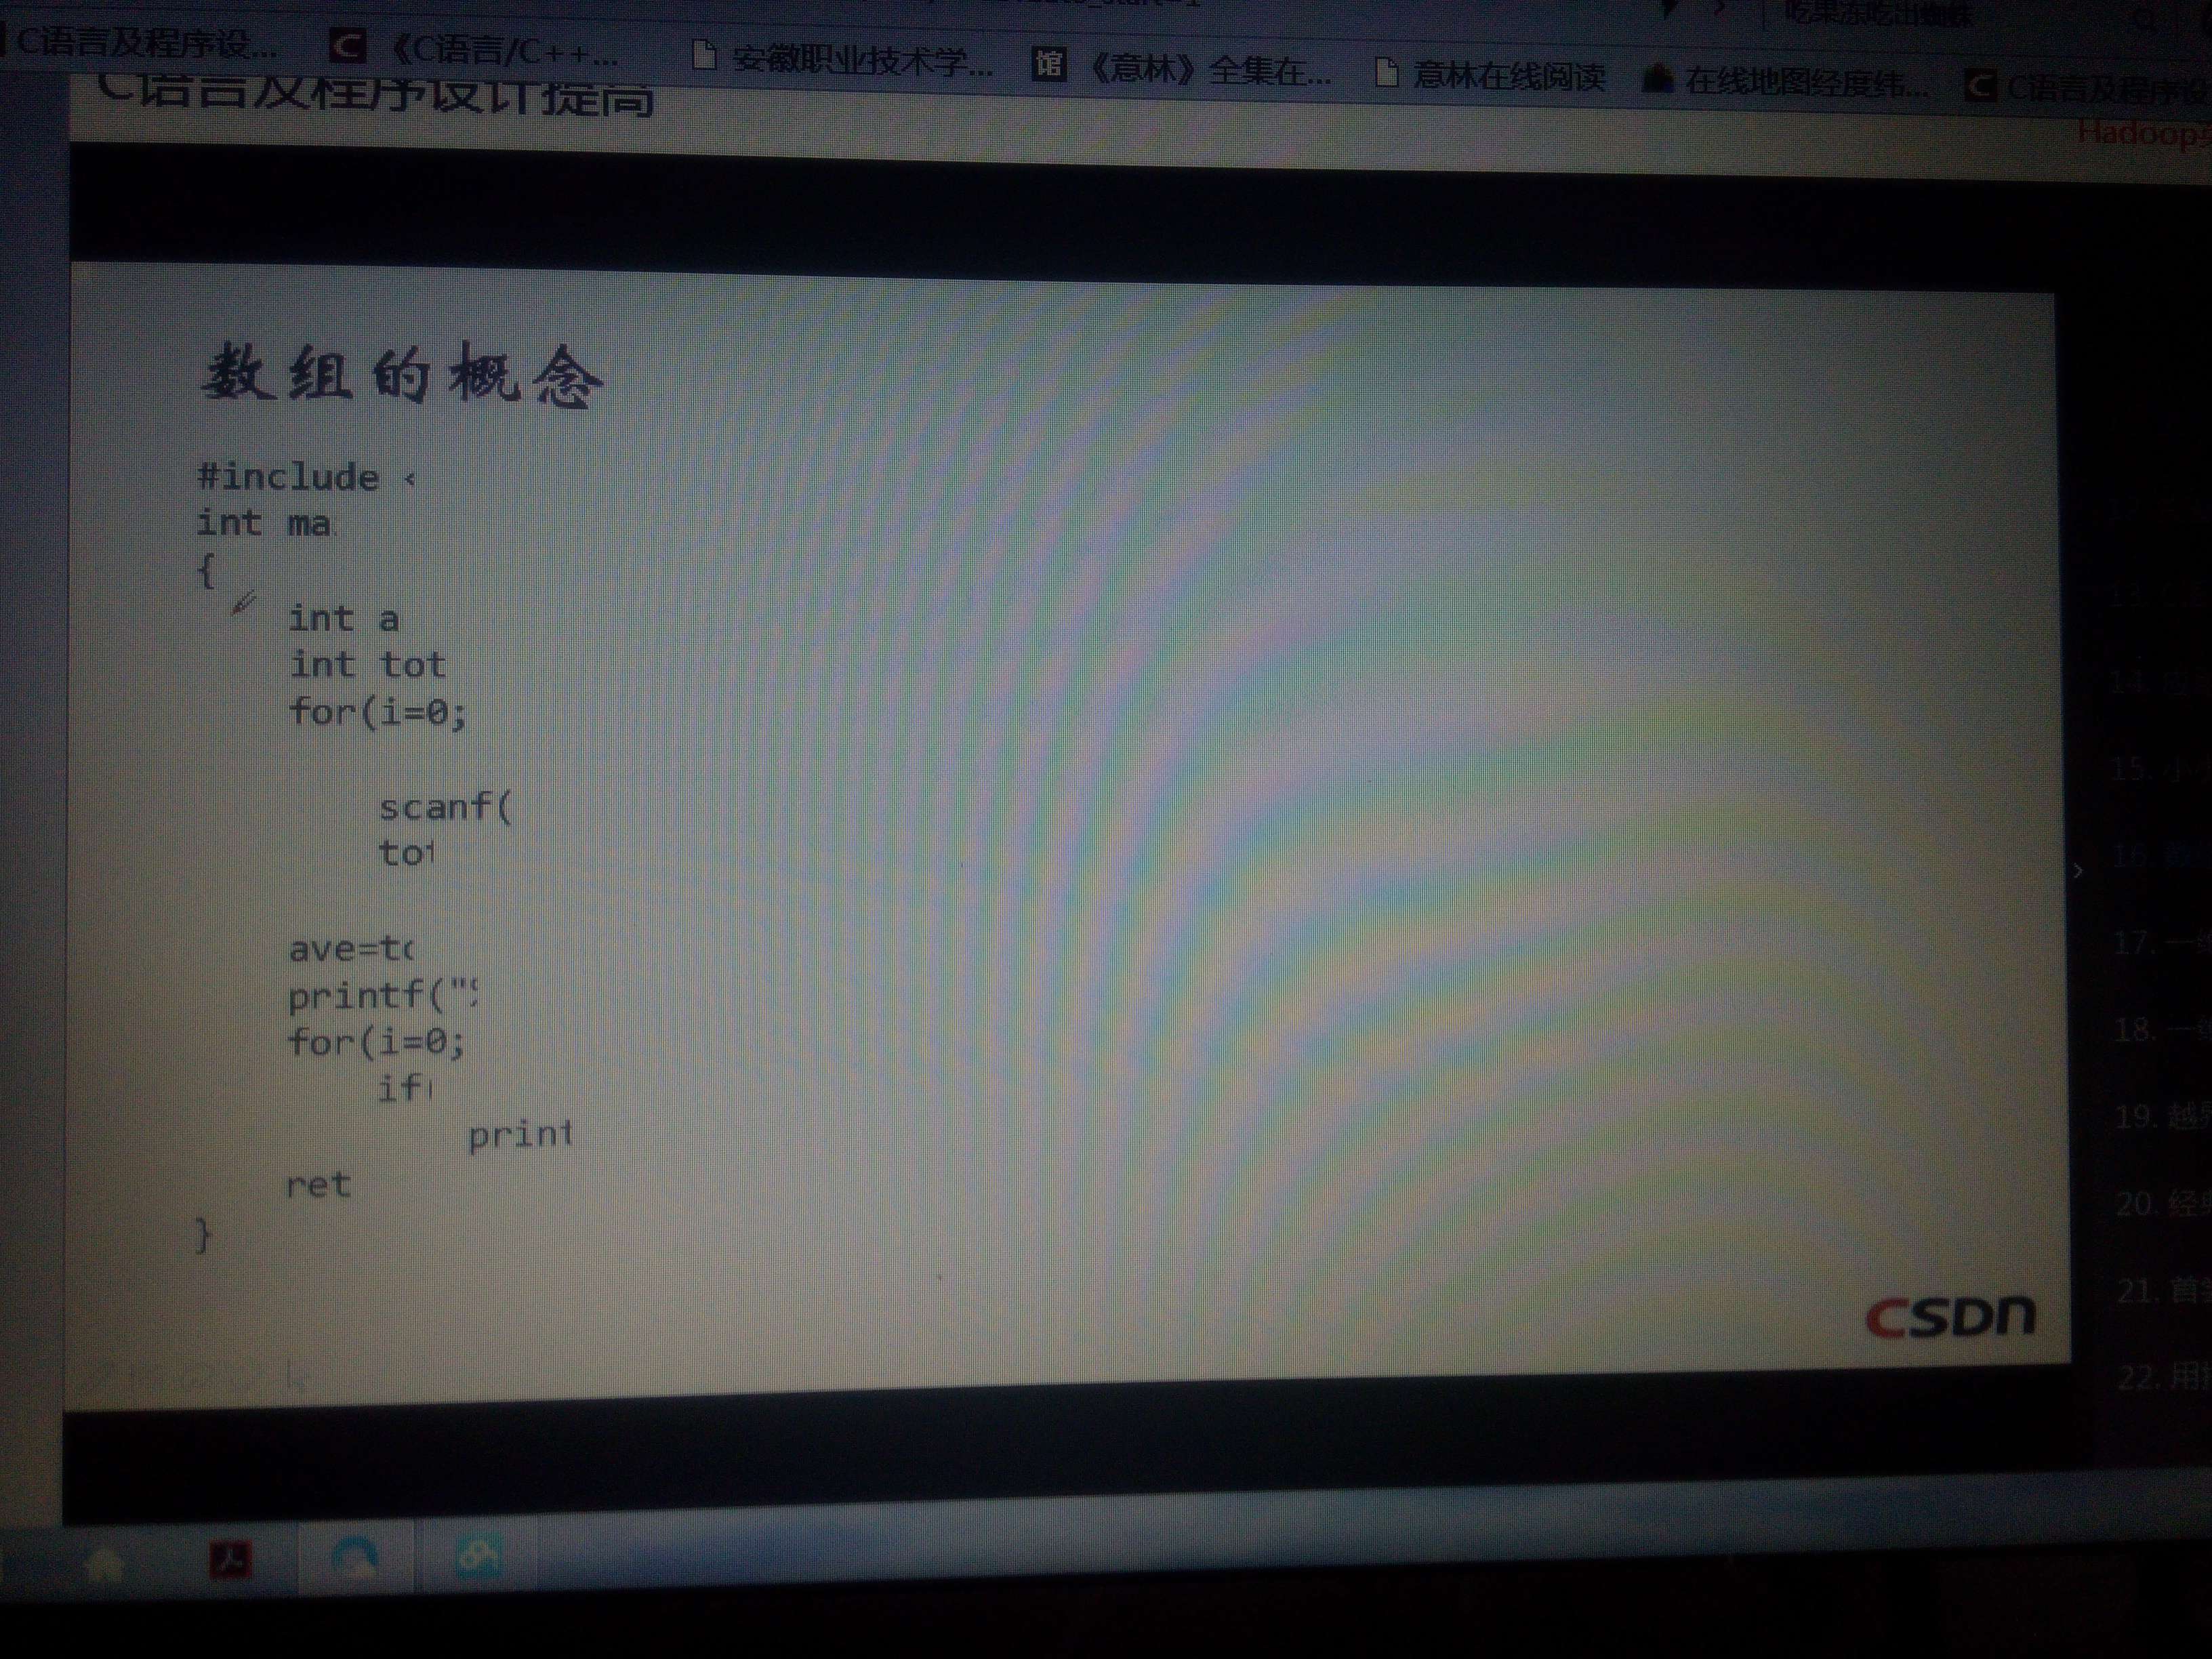 C语言及程序设...
《C语言/C++...
安徽职业技术学...
馆
《意林》全集在...
意林在线阅读
在线地图经度纬...
C语言及程序设
吃果冻吃出蜘蛛
C语言及程序设计提高
Hadoop
数组的概念
#include <
int ma
{
int a
int tot
for(i=0;
scanf(
tot
ave=to
printf("
for(i=0;
if(
print
ret
}
CSDN
14.
15. 小
16.
17. 一
18. 一
19. 越
20. 经
21. 首
22. 用